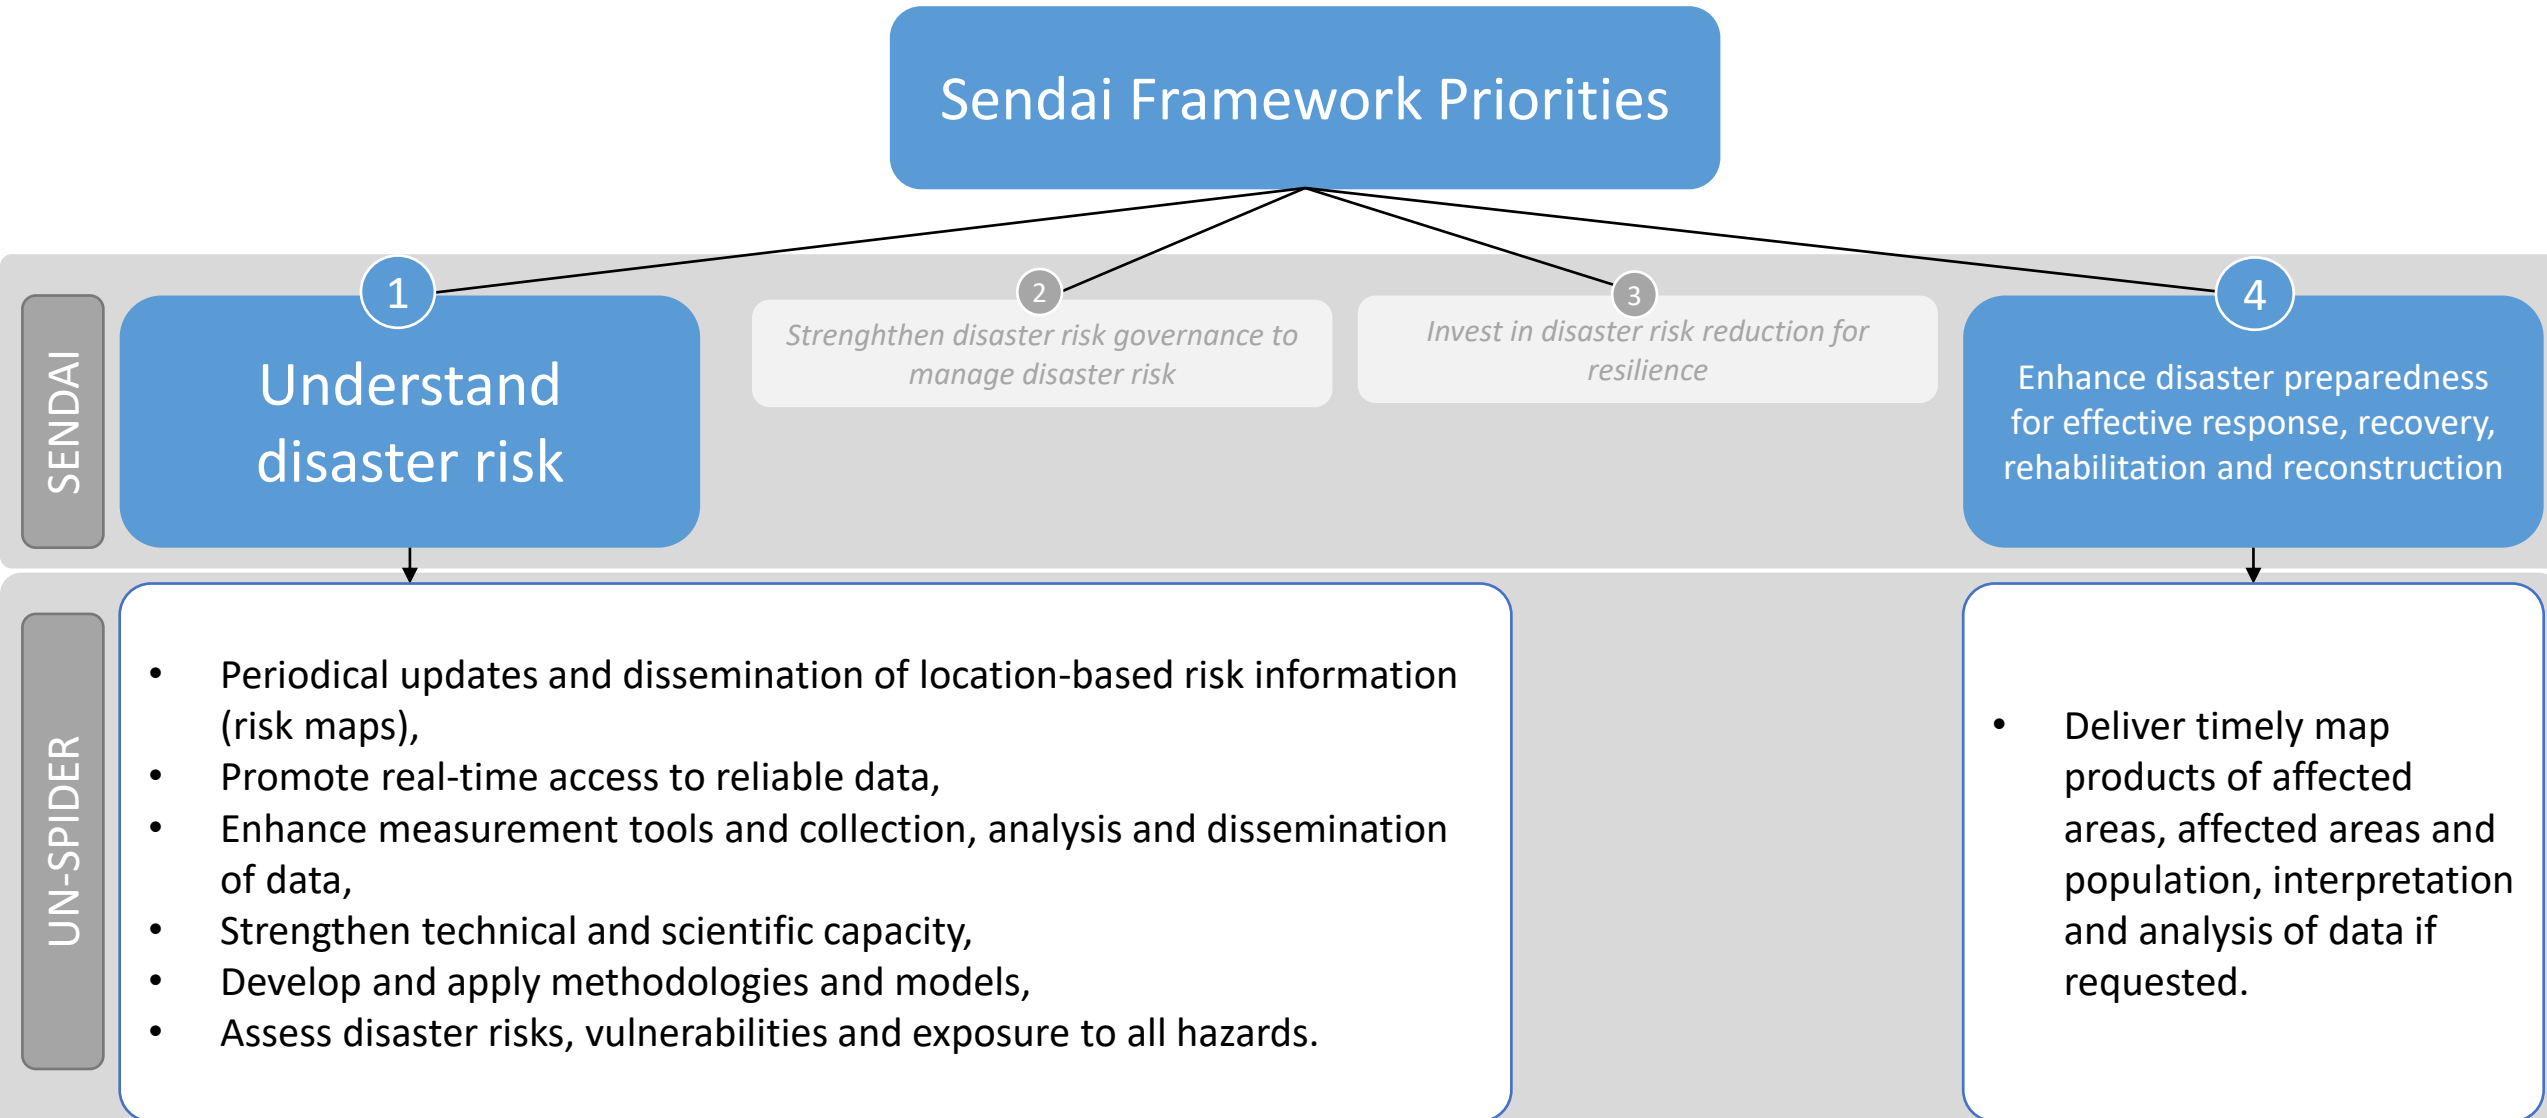 Sendai Framework Priorities
SENDAI
1
Understand
disaster risk
2
Strenghthen disaster risk governance to
manage disaster risk
3
Invest in disaster risk reduction for
resilience
4
Enhance disaster preparedness
for effective response, recovery,
rehabilitation and reconstruction
UN-SPIDER
• Periodical updates and dissemination of location-based risk information
(risk maps),
• Promote real-time access to reliable data,
• Enhance measurement tools and collection, analysis and dissemination
of data,
• Strengthen technical and scientific capacity,
• Develop and apply methodologies and models,
• Assess disaster risks, vulnerabilities and exposure to all hazards.
• Deliver timely map
products of affected
areas, affected areas and
population, interpretation
and analysis of data if
requested.